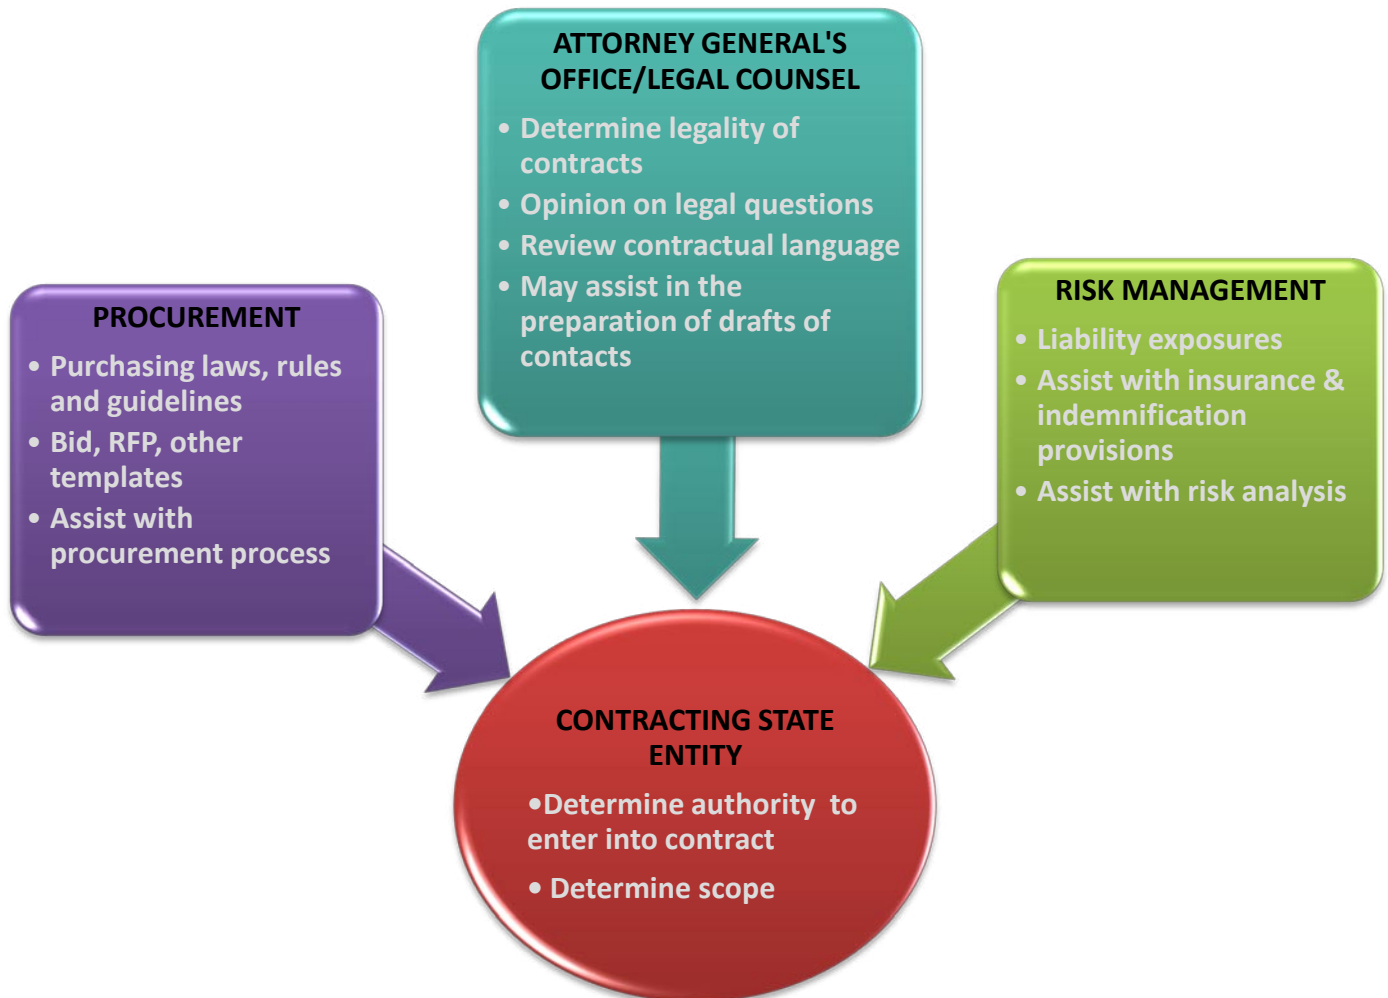 ATTORNEY GENERAL'S
OFFICE/LEGAL COUNSEL
• Determine legality of
contracts
• Opinion on legal questions
• Review contractual language
• May assist in the
preparation of drafts of
contacts
PROCUREMENT
• Purchasing laws, rules
and guidelines
• Bid, RFP, other
templates
• Assist with
procurement process
RISK MANAGEMENT
• Liability exposures
• Assist with insurance &
indemnification
provisions
• Assist with risk analysis
CONTRACTING STATE
ENTITY
•Determine authority  to
enter into contract
• Determine scope